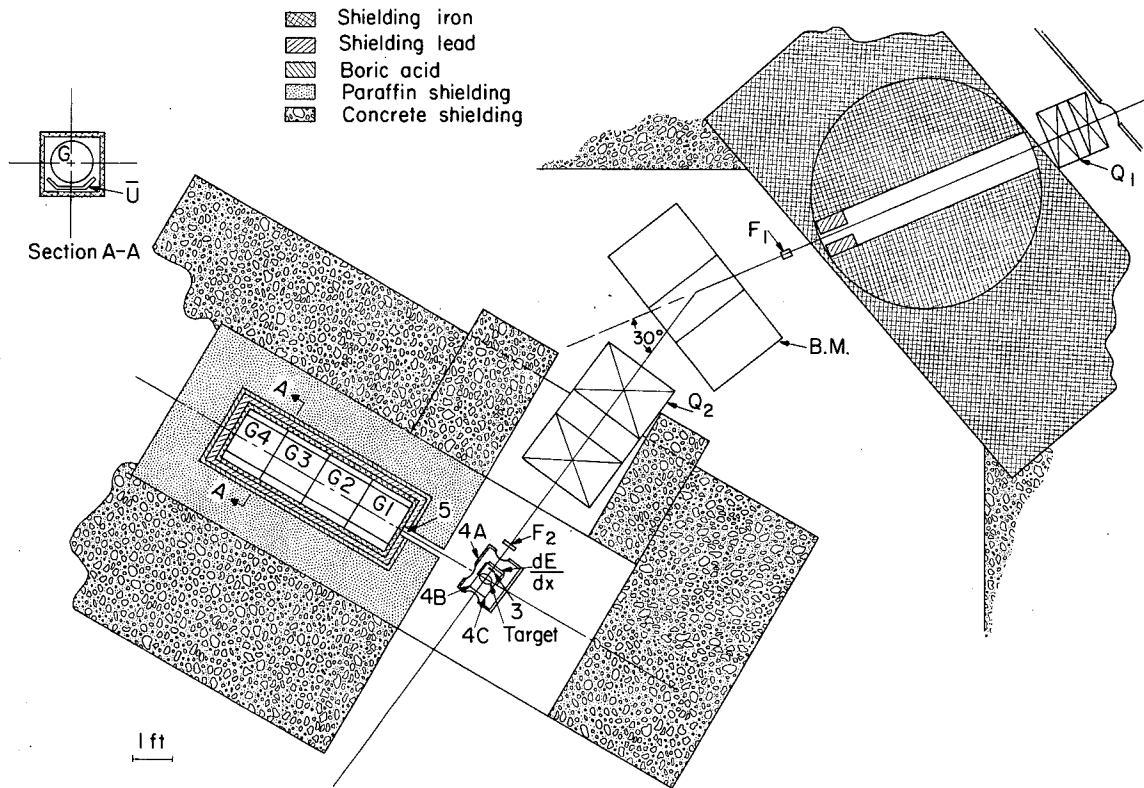 Shielding iron
Shielding lead
Boric acid
Paraffin shielding
Concrete shielding
G
U̅
Section A-A
Q1
F1
30°
B.M.
Q2
A
G4
G3
G2
G1
A
5
4A
F2
dE
dx
4B
3
4C
Target
1 ft